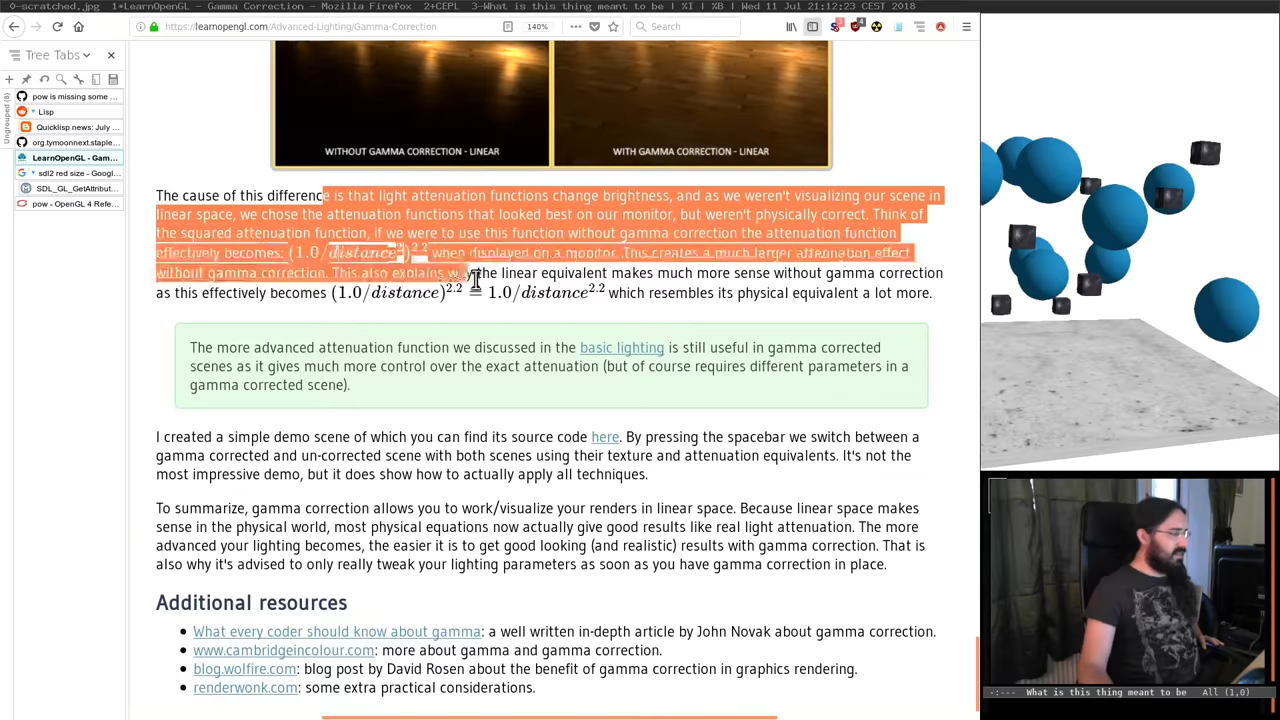 0-scratched..jpg 1*LearnOpenGL - Gamma Correction - Mozilla Firefox 2+CEPL 3-What is this thing meant to be | XI | XB | Wed 11 Jul 21:12:23 CEST 2018
https://learnopengl.com/Advanced-Lighting/Gamma-Correction
140%
Search
Tree Tabs
Ungrouped (8)
pow is missing some ...
Lisp
Quicklisp news: July ...
org.tymoonnext.staple...
LearnOpenGL - Gam...
sdl2 red size - Googl...
SDL_GL_GetAttribut...
pow - OpenGL 4 Refe...
WITHOUT GAMMA CORRECTION - LINEAR
WITH GAMMA CORRECTION - LINEAR
The cause of this difference is that light attenuation functions change brightness, and as we weren't visualizing our scene in
linear space, we chose the attenuation functions that looked best on our monitor, but weren't physically correct. Think of
the squared attenuation function, if we were to use this function without gamma correction the attenuation function
effectively becomes: (1.0/distance²)^2.2 when displayed on a monitor. This creates a much larger attenuation effect
without gamma correction. This also explains why the linear equivalent makes much more sense without gamma correction
as this effectively becomes (1.0/distance)^2.2 = 1.0/distance^2.2 which resembles its physical equivalent a lot more.
The more advanced attenuation function we discussed in the basic lighting is still useful in gamma corrected
scenes as it gives much more control over the exact attenuation (but of course requires different parameters in a
gamma corrected scene).
I created a simple demo scene of which you can find its source code here. By pressing the spacebar we switch between a
gamma corrected and un-corrected scene with both scenes using their texture and attenuation equivalents. It's not the
most impressive demo, but it does show how to actually apply all techniques.
To summarize, gamma correction allows you to work/visualize your renders in linear space. Because linear space makes
sense in the physical world, most physical equations now actually give good results like real light attenuation. The more
advanced your lighting becomes, the easier it is to get good looking (and realistic) results with gamma correction. That is
also why it's advised to only really tweak your lighting parameters as soon as you have gamma correction in place.
Additional resources
What every coder should know about gamma: a well written in-depth article by John Novak about gamma correction.
www.cambridgeincolour.com: more about gamma and gamma correction.
blog.wolfire.com: blog post by David Rosen about the benefit of gamma correction in graphics rendering.
renderwonk.com: some extra practical considerations.
-:--- What is this thing meant to be All (1,0)